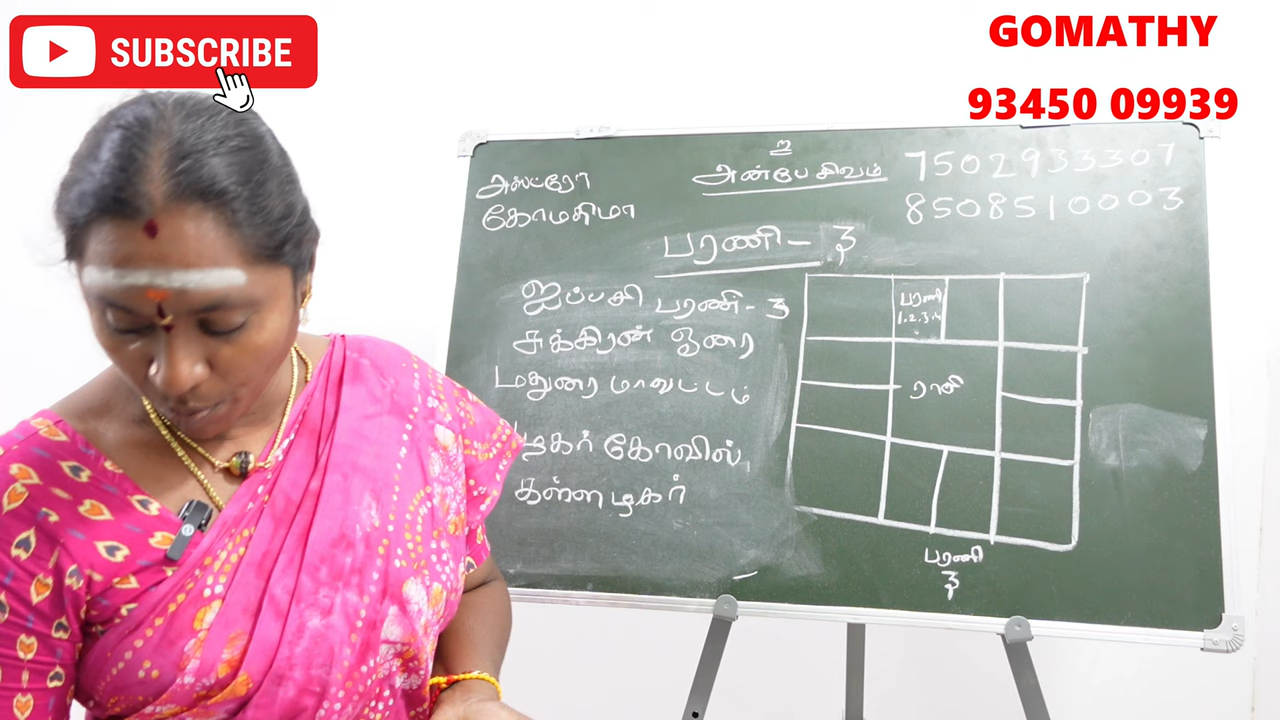 SUBSCRIBE
GOMATHY
93450 09939
உ
அன்பே சிவம்
அஸ்ட்ரோ
கோமதிமா
7502933307
8508510003
பரணி - 3
ஐப்பசி பரணி - 3
சுக்கிரன் ஓரை
மதுரை மாவட்டம்
ழகர் கோவில்
கள்ளழகர்
பரணி
1.2.3.4
ராசி
பரணி
3